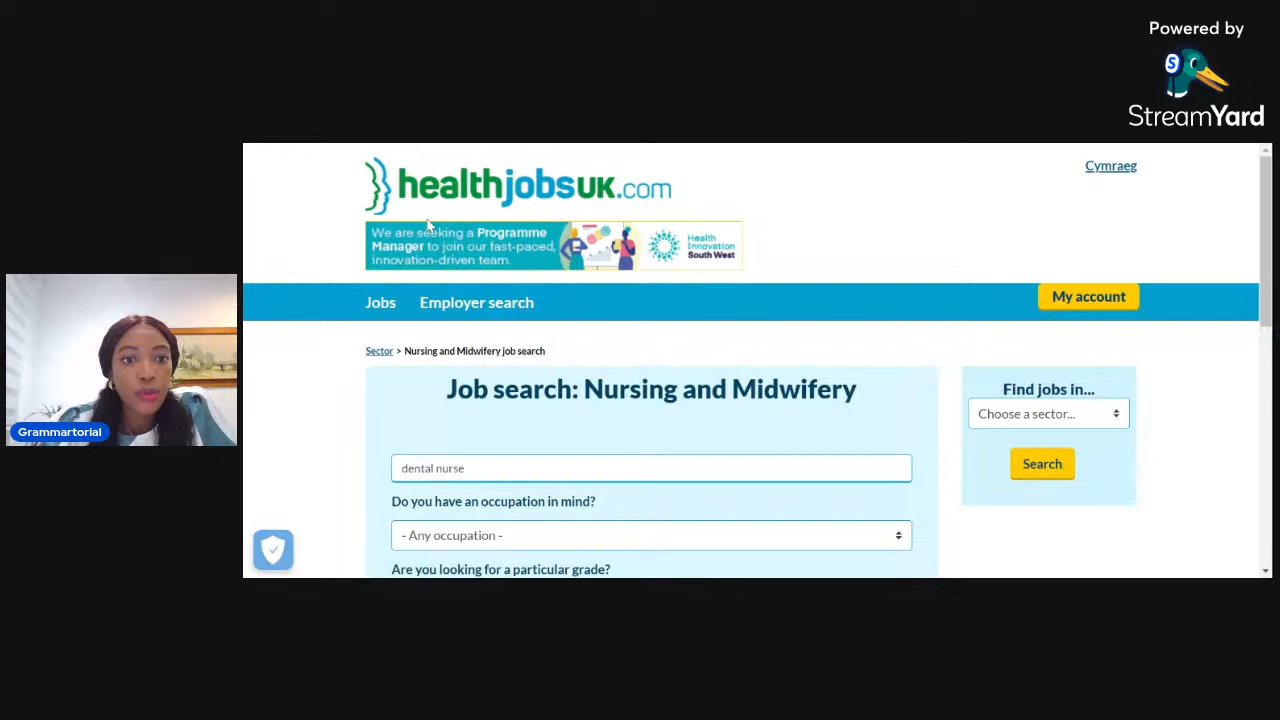 Powered by
S
StreamYard
healthjobsUK.com
Cymraeg
We are seeking a Programme
Manager to join our fast-paced,
innovation-driven team.
Health
Innovation
South West
Jobs
Employer search
My account
Sector > Nursing and Midwifery job search
Job search: Nursing and Midwifery
Find jobs in...
Choose a sector...
Search
dental nurse
Do you have an occupation in mind?
- Any occupation -
Are you looking for a particular grade?
Grammartorial